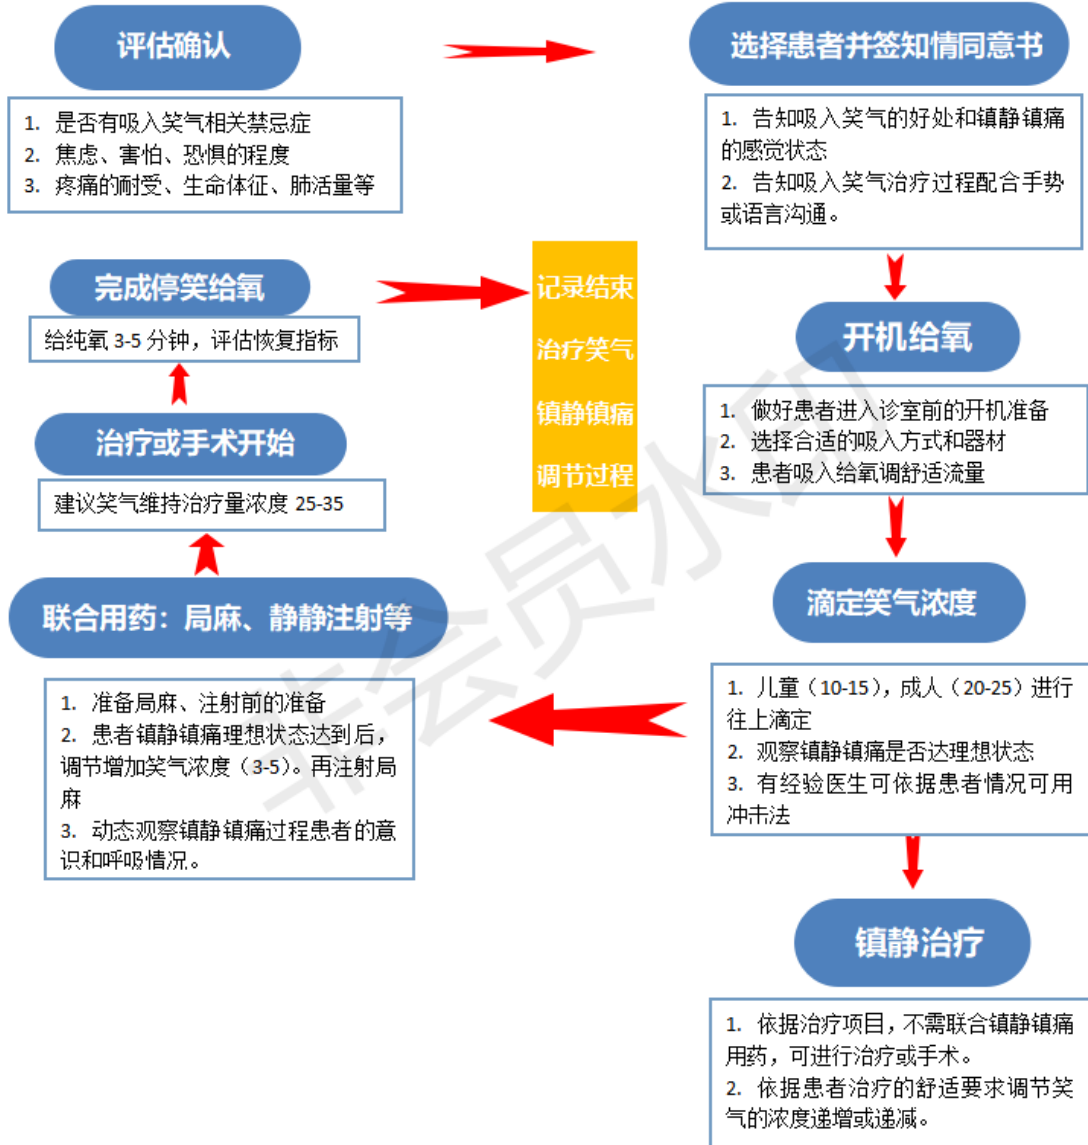 评估确认
1. 是否有吸入笑气相关禁忌症
2. 焦虑、害怕、恐惧的程度
3. 疼痛的耐受、生命体征、肺活量等
选择患者并签知情同意书
1. 告知吸入笑气的好处和镇静镇痛
的感觉状态
2. 告知吸入笑气治疗过程配合手势
或语言沟通。
开机给氧
1. 做好患者进入诊室前的开机准备
2. 选择合适的吸入方式和器材
3. 患者吸入给氧调舒适流量
滴定笑气浓度
1. 儿童（10-15），成人（20-25）进行
往上滴定
2. 观察镇静镇痛是否达理想状态
3. 有经验医生可依据患者情况可用
冲击法
镇静治疗
1. 依据治疗项目，不需联合镇静镇痛
用药，可进行治疗或手术。
2. 依据患者治疗的舒适要求调节笑
气的浓度递增或递减。
联合用药：局麻、静静注射等
1. 准备局麻、注射前的准备
2. 患者镇静镇痛理想状态达到后，
调节增加笑气浓度（3-5）。再注射局
麻
3. 动态观察镇静镇痛过程患者的意
识和呼吸情况。
治疗或手术开始
建议笑气维持治疗量浓度 25-35
完成停笑给氧
给纯氧 3-5 分钟，评估恢复指标
记录结束
治疗笑气
镇静镇痛
调节过程
非会员水印